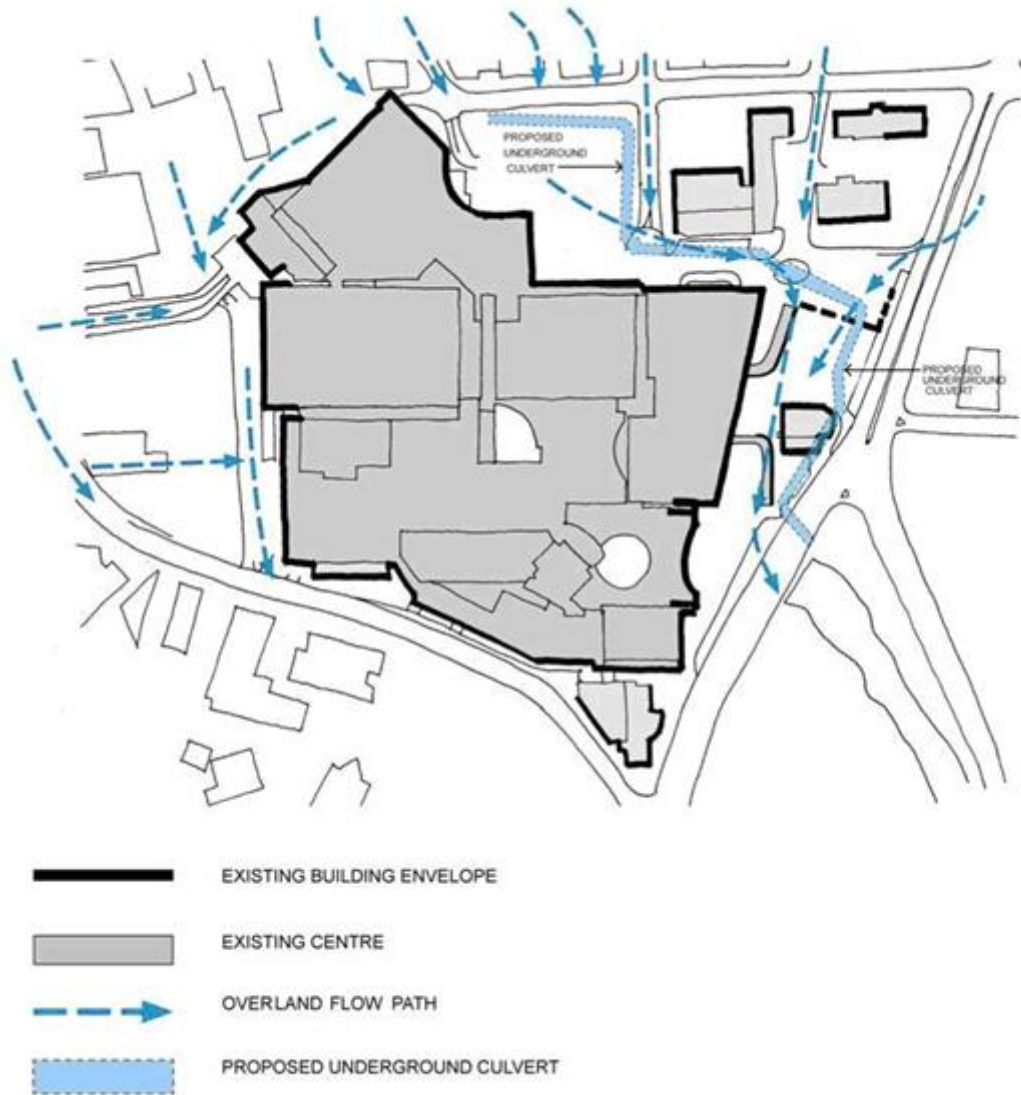 PROPOSED
UNDERGROUND
CULVERT
PROPOSED
UNDERGROUND
CULVERT
EXISTING BUILDING ENVELOPE
EXISTING CENTRE
OVERLAND FLOW PATH
PROPOSED UNDERGROUND CULVERT